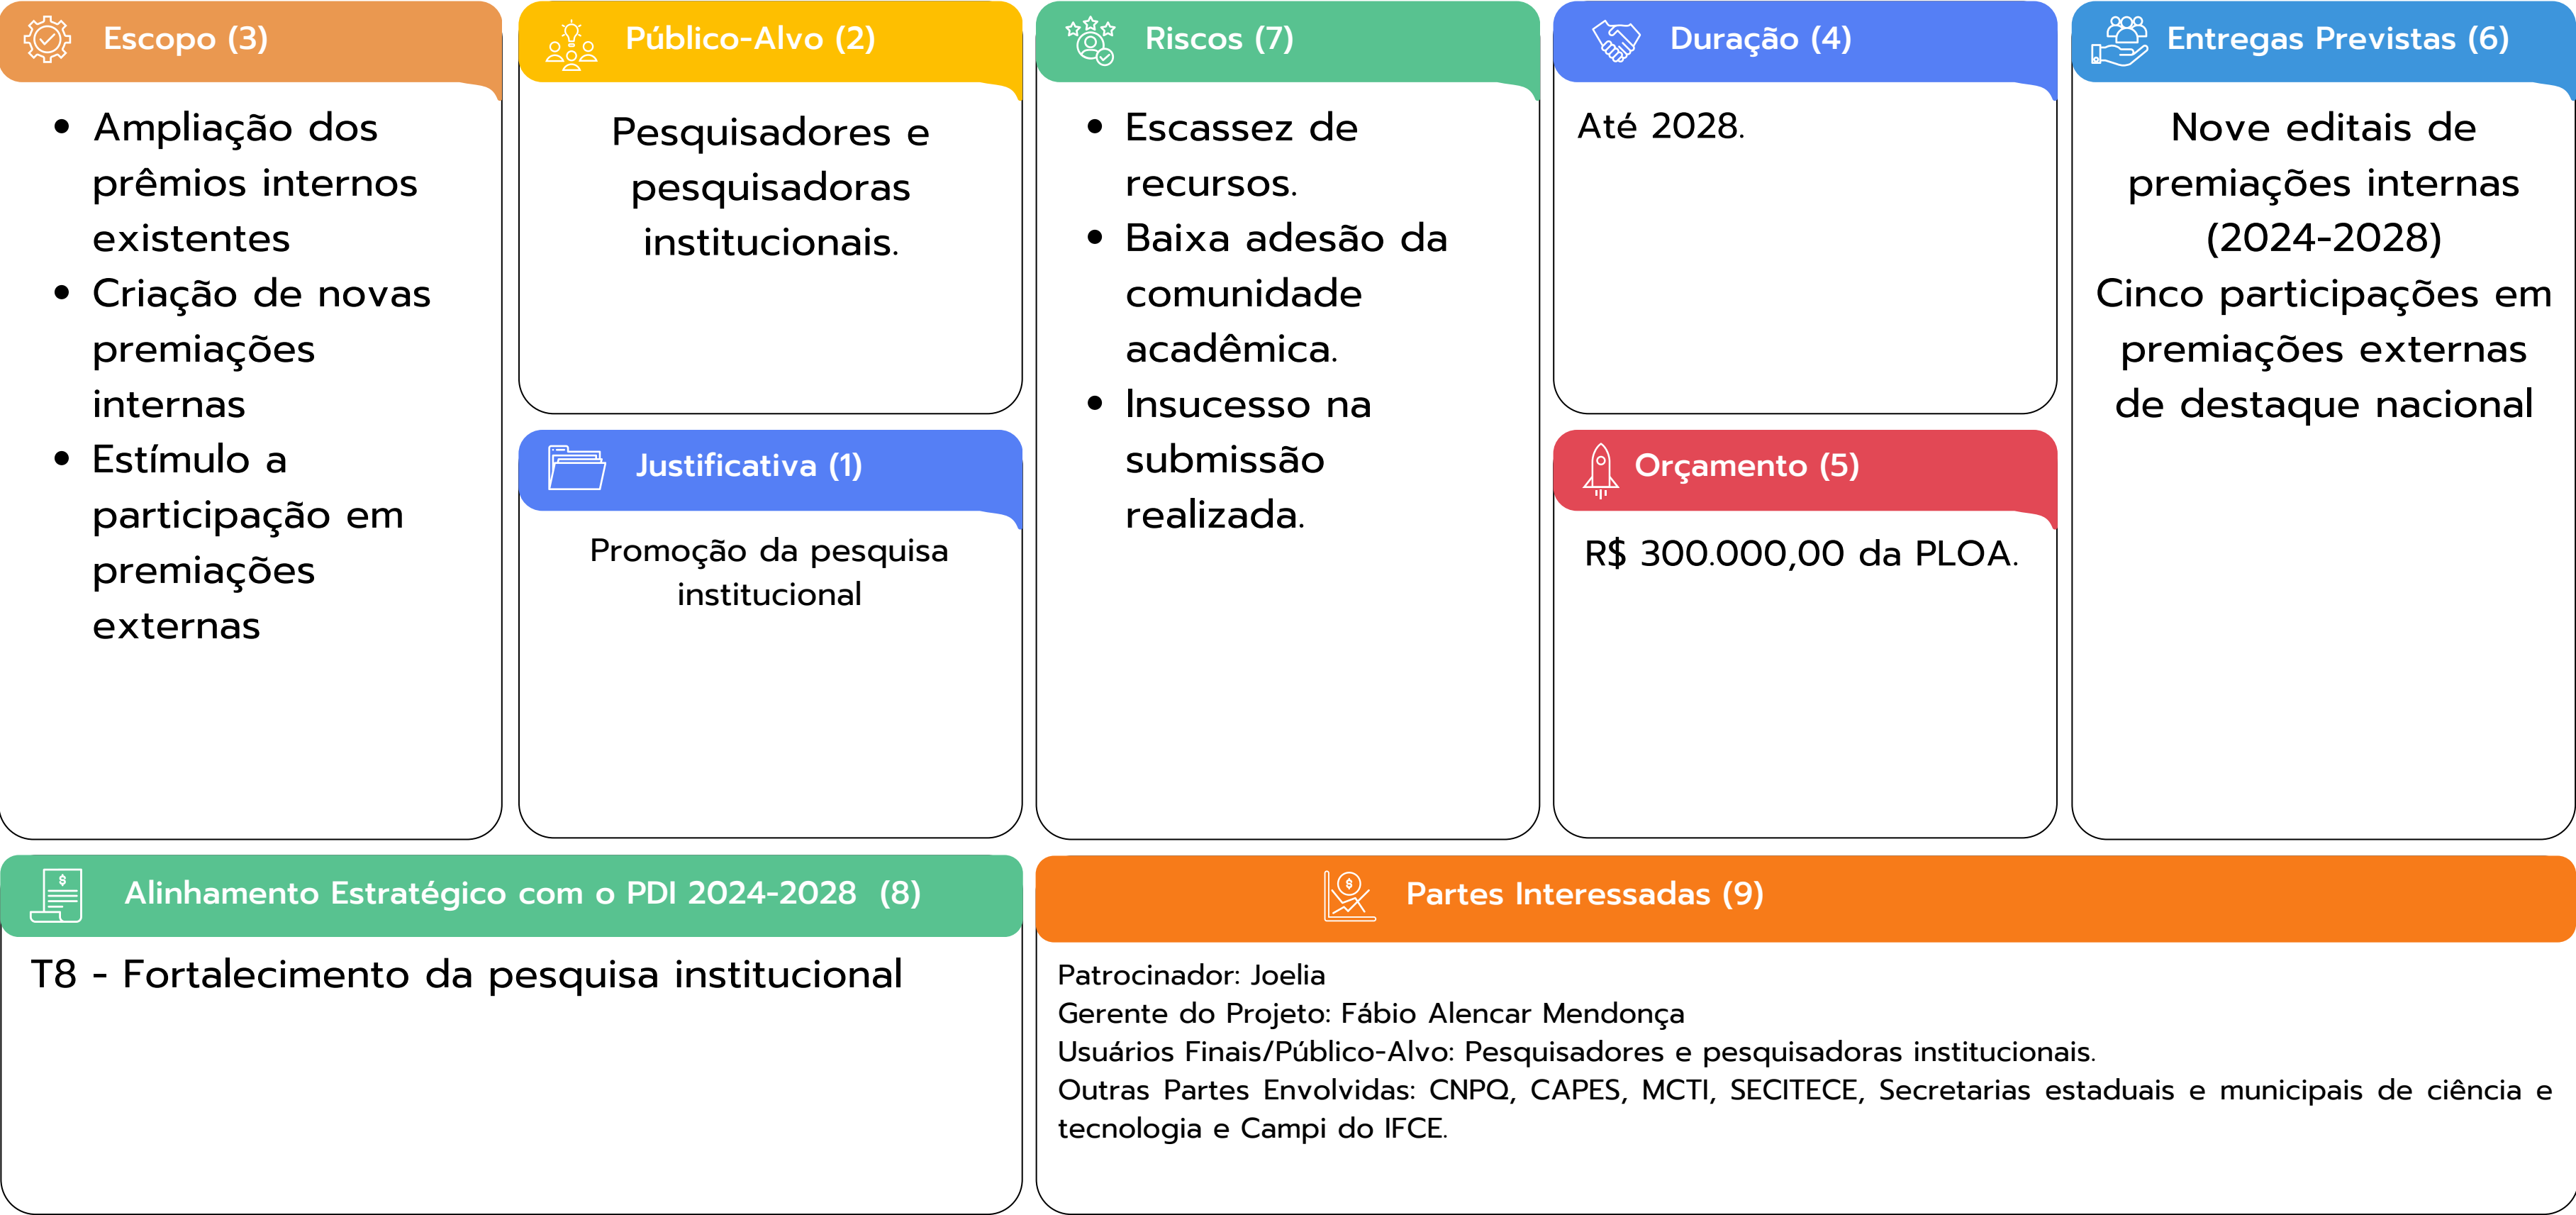 Escopo (3)
Ampliação dos
prêmios internos
existentes
Criação de novas
premiações
internas
Estímulo a
participação em
premiações
externas
Público-Alvo (2)
Pesquisadores e
pesquisadoras
institucionais.
Justificativa (1)
Promoção da pesquisa
institucional
Riscos (7)
Escassez de
recursos.
Baixa adesão da
comunidade
acadêmica.
Insucesso na
submissão
realizada.
Duração (4)
Até 2028.
Orçamento (5)
R$ 300.000,00 da PLOA.
Entregas Previstas (6)
Nove editais de
premiações internas
(2024-2028)
Cinco participações em
premiações externas
de destaque nacional
Alinhamento Estratégico com o PDI 2024-2028 (8)
T8 - Fortalecimento da pesquisa institucional
Partes Interessadas (9)
Patrocinador: Joelia
Gerente do Projeto: Fábio Alencar Mendonça
Usuários Finais/Público-Alvo: Pesquisadores e pesquisadoras institucionais.
Outras Partes Envolvidas: CNPQ, CAPES, MCTI, SECITECE, Secretarias estaduais e municipais de ciência e
tecnologia e Campi do IFCE.